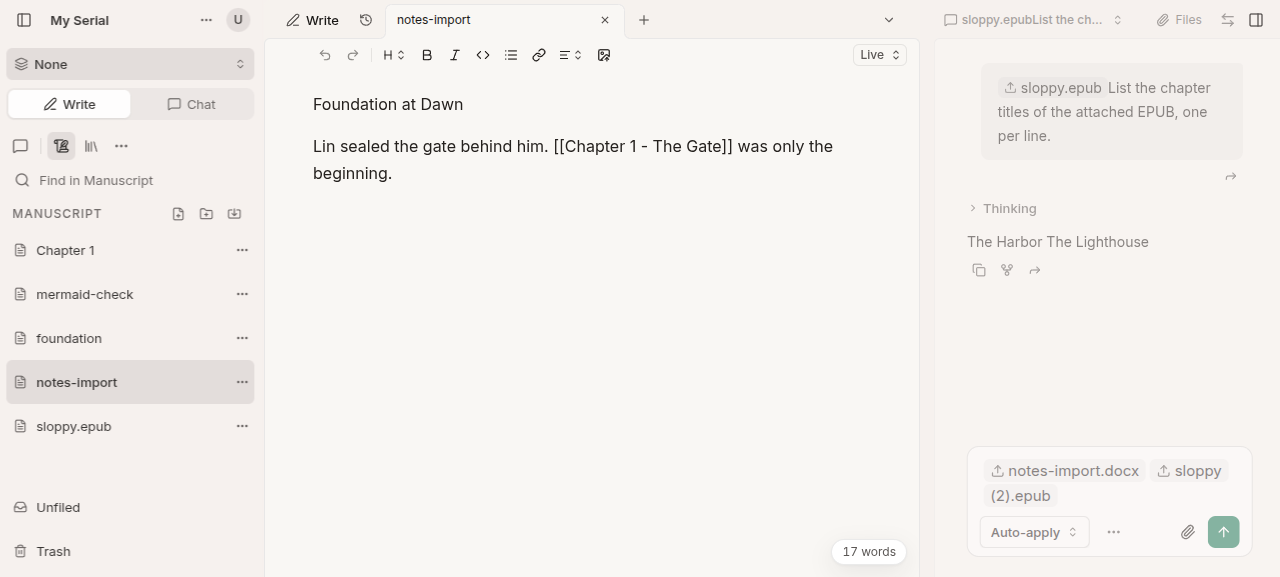 My Serial
U
None
Write
Chat
Find in Manuscript
MANUSCRIPT
Chapter 1
mermaid-check
foundation
notes-import
sloppy.epub
Unfiled
Trash
Write
notes-import
H
B
I
Live
Foundation at Dawn
Lin sealed the gate behind him. [[Chapter 1 - The Gate]] was only the
beginning.
17 words
sloppy.epubList the ch...
Files
sloppy.epub List the chapter
titles of the attached EPUB, one
per line.
Thinking
The Harbor The Lighthouse
notes-import.docx sloppy
(2).epub
Auto-apply